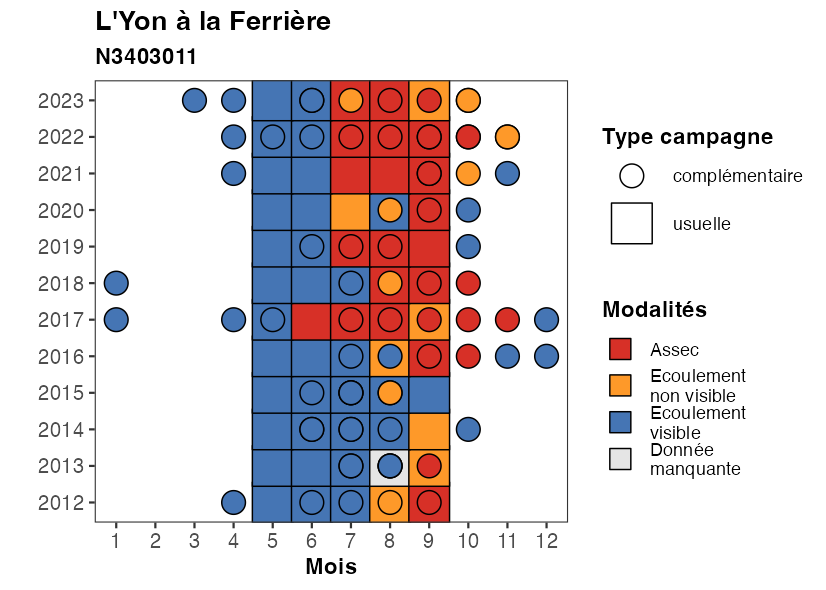 L'Yon à la Ferrière
N3403011
2023
2022
2021
2020
2019
2018
2017
2016
2015
2014
2013
2012
1 2 3 4 5 6 7 8 9 10 11 12
Mois
Type campagne
complémentaire
usuelle
Modalités
Assec
Ecoulement
non visible
Ecoulement
visible
Donnée
manquante